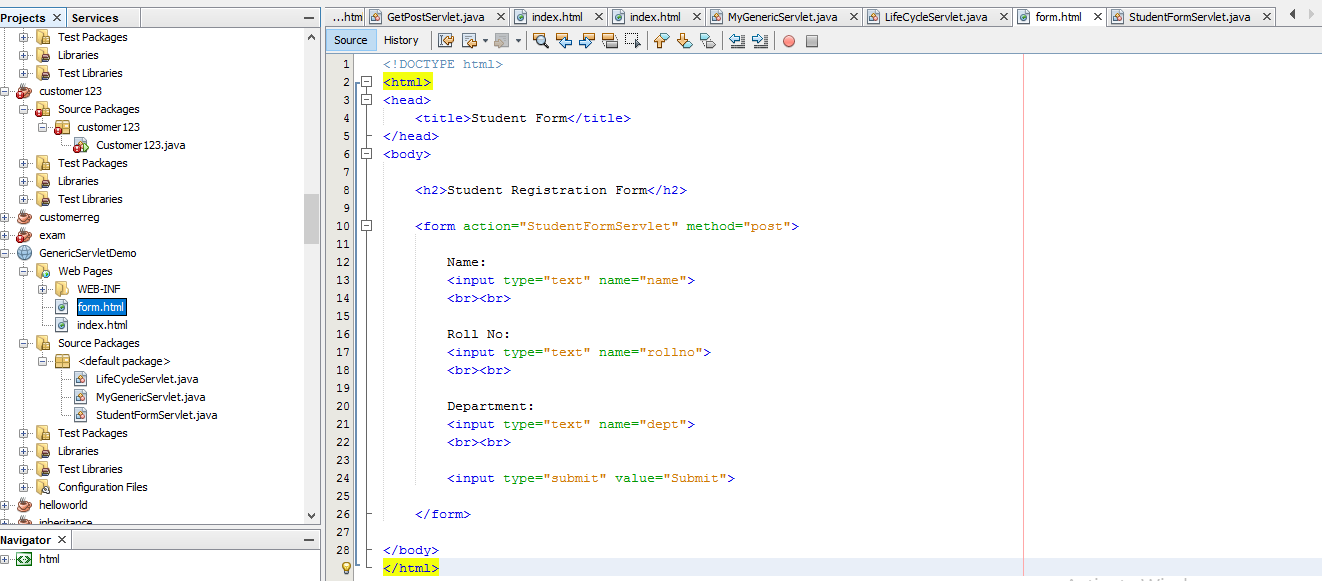 Projects Services
Test Packages
Libraries
Test Libraries
customer123
Source Packages
customer123
Customer123.java
Test Packages
Libraries
Test Libraries
customerreg
exam
GenericServletDemo
Web Pages
WEB-INF
form.html
index.html
Source Packages
<default package>
LifeCycleServlet.java
MyGenericServlet.java
StudentFormServlet.java
Test Packages
Libraries
Test Libraries
Configuration Files
helloworld
inheritance
Navigator
html
...htm GetPostServlet.java index.html index.html MyGenericServlet.java LifeCycleServlet.java form.html StudentFormServlet.java
Source History
1 <!DOCTYPE html>
2 <html>
3 <head>
4 <title>Student Form</title>
5 </head>
6 <body>
7
8 <h2>Student Registration Form</h2>
9
10 <form action="StudentFormServlet" method="post">
11
12 Name:
13 <input type="text" name="name">
14 <br><br>
15
16 Roll No:
17 <input type="text" name="rollno">
18 <br><br>
19
20 Department:
21 <input type="text" name="dept">
22 <br><br>
23
24 <input type="submit" value="Submit">
25
26 </form>
27
28 </body>
</html>